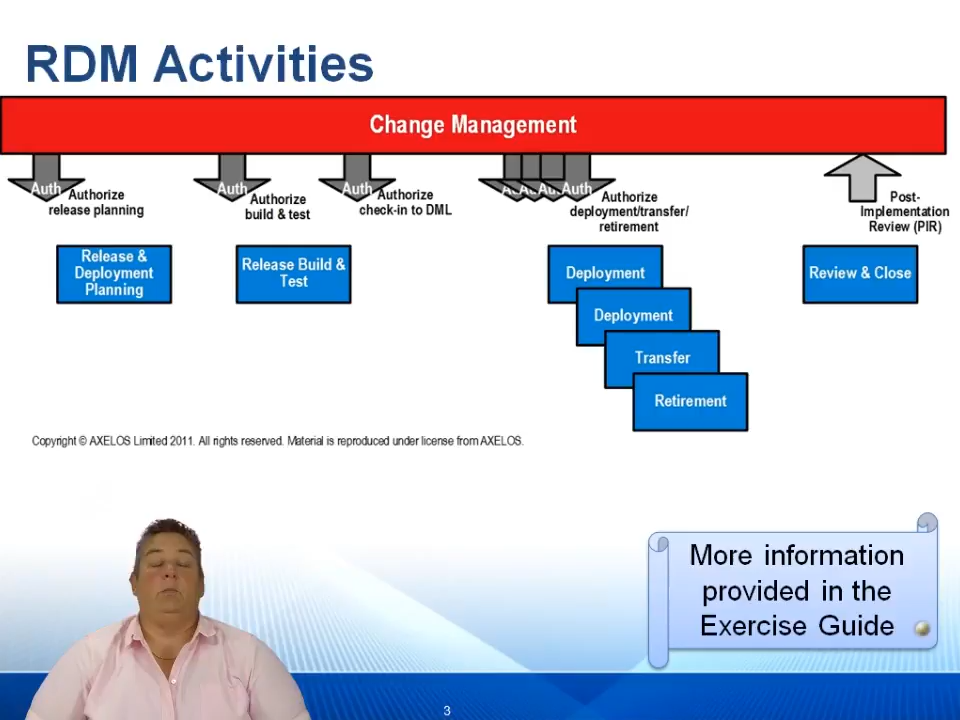 RDM Activities
Change Management
Auth
Authorize
release planning
Auth
Authorize
build & test
Auth
Authorize
check-in to DML
Auth
Authorize
deployment/transfer/
retirement
Post-
Implementation
Review (PIR)
Release &
Deployment
Planning
Release Build &
Test
Deployment
Deployment
Transfer
Retirement
Review & Close
Copyright © AXELOS Limited 2011. All rights reserved. Material is reproduced under license from AXELOS.
More information
provided in the
Exercise Guide
3